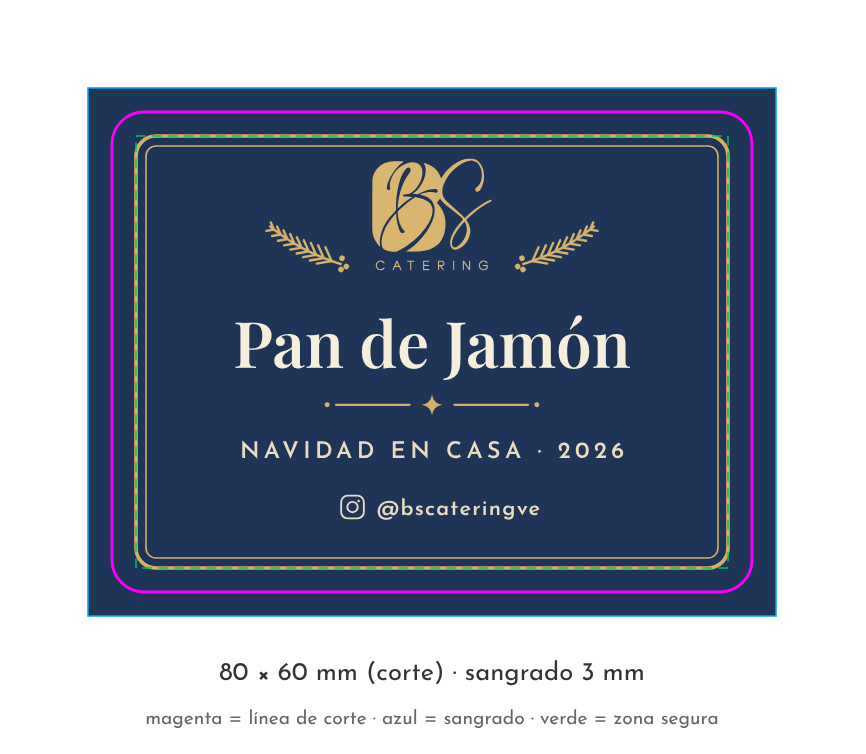 BS
CATERING
Pan de Jamón
NAVIDAD EN CASA · 2026
@bscateringve
80 × 60 mm (corte) · sangrado 3 mm
magenta = línea de corte · azul = sangrado · verde = zona segura